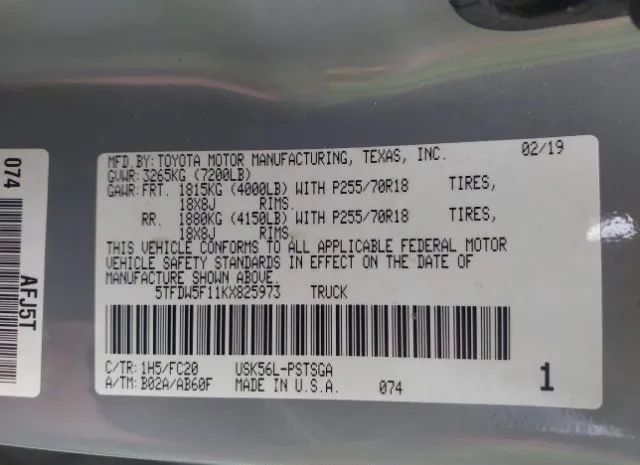 MFD BY: TOYOTA MOTOR MANUFACTURING, TEXAS, INC. 02/19
GVWR: 3265KG (7200LB)
GAWR: FRT. 1815KG (4000LB) WITH P255/70R18 TIRES,
18X8J RIMS.
RR. 1880KG (4150LB) WITH P255/70R18 TIRES,
18X8J RIMS.
THIS VEHICLE CONFORMS TO ALL APPLICABLE FEDERAL MOTOR
VEHICLE SAFETY STANDARDS IN EFFECT ON THE DATE OF
MANUFACTURE SHOWN ABOVE.
5TFDW5F11KX825973 TRUCK
C/TR: 1H5/FC20 USK56L-PSTSGA
A/TM: B02A/AB60F MADE IN U.S.A. 074 1
074
AFJ5T